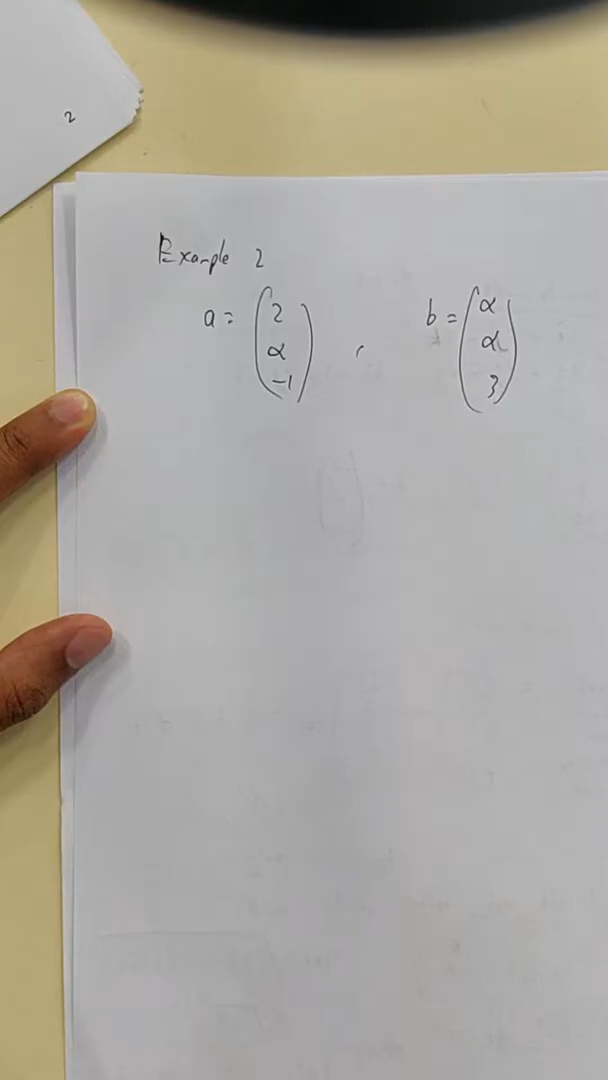 2
Example 2
a = (2 α -1) , b = (α α 3)